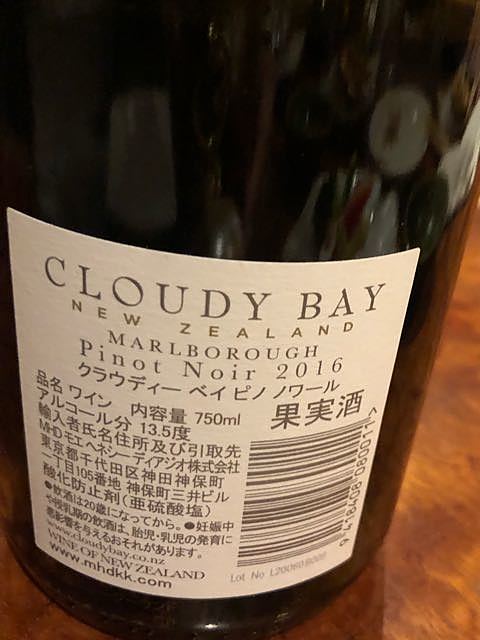 CLOUDY BAY
NEW ZEALAND
MARLBOROUGH
Pinot Noir 2016
クラウディー ベイ ピノ ノワール
品名 ワイン 内容量 750ml
アルコール分 13.5度
果実酒
輸入者氏名住所及び引取先
MHD モエ ヘネシー ディアジオ株式会社
東京都千代田区神田神保町
一丁目105番地 神保町三井ビル
酸化防止剤(亜硫酸塩)
●飲酒は20歳になってから。●妊娠中
や授乳期の飲酒は、胎児・乳児の発育に
悪影響を与えるおそれがあります。
www.cloudybay.co.nz
WINE OF NEW ZEALAND
www.mhdkk.com
9 418408 080011 >
Lot No